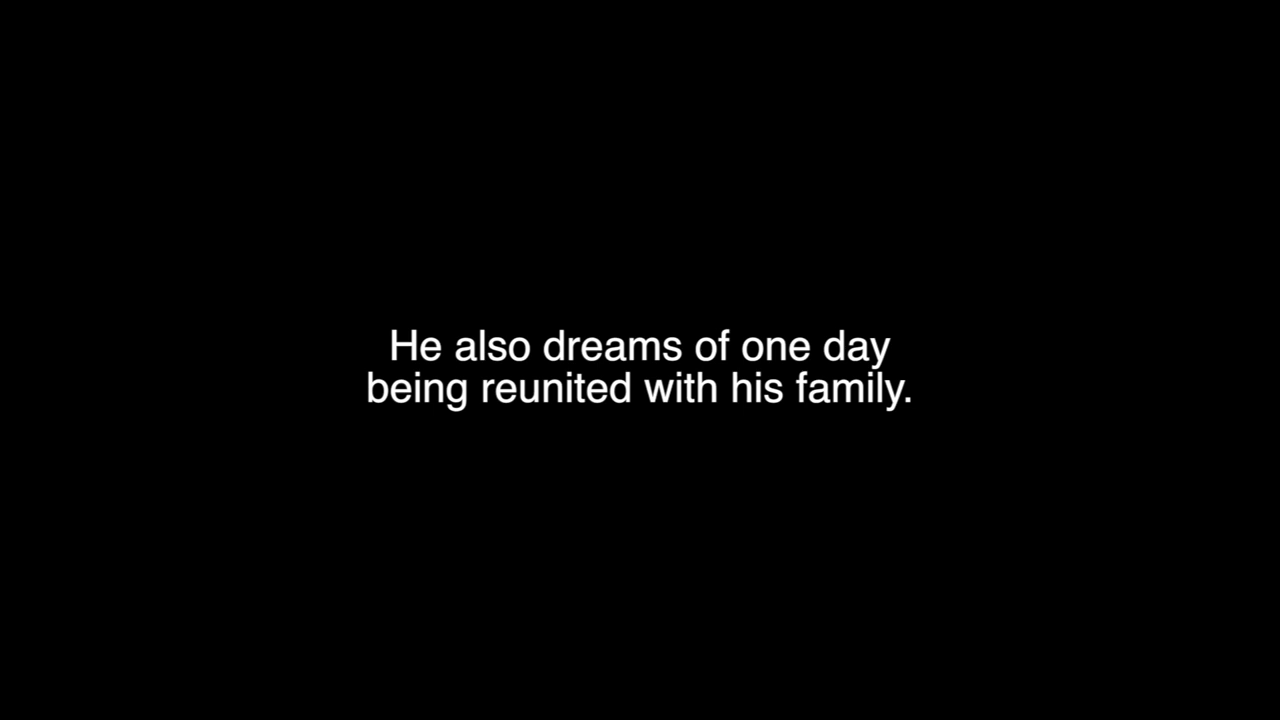 He also dreams of one day
being reunited with his family.